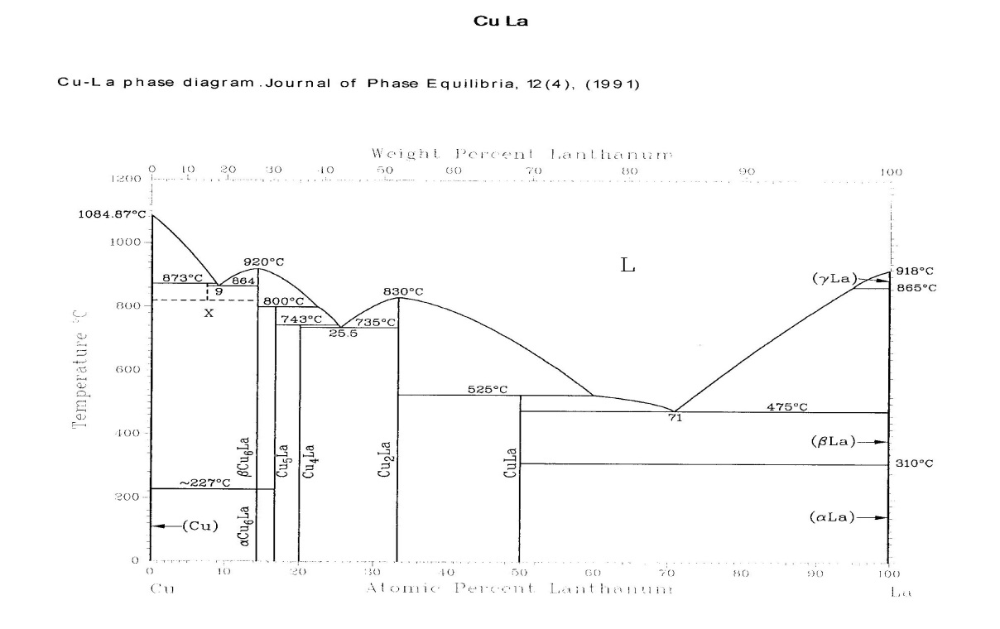 Cu La
Cu-La phase diagram. Journal of Phase Equilibria, 12(4), (1991)
Weight Percent Lanthanum
0 10 20 30 40 50 60 70 80 90 100
1200
1084.87°C
1000
920°C
L
918°C
(γLa)
873°C
864
9
865°C
830°C
800
800°C
X
743°C
735°C
25.5
Temperature °C
600
525°C
475°C
71
400
βCu₆La
Cu₅La
Cu₄La
Cu₂La
CuLa
(βLa)
310°C
~227°C
200
(Cu)
αCu₆La
(αLa)
0
0 10 20 30 40 50 60 70 80 90 100
Cu
Atomic Percent Lanthanum
La